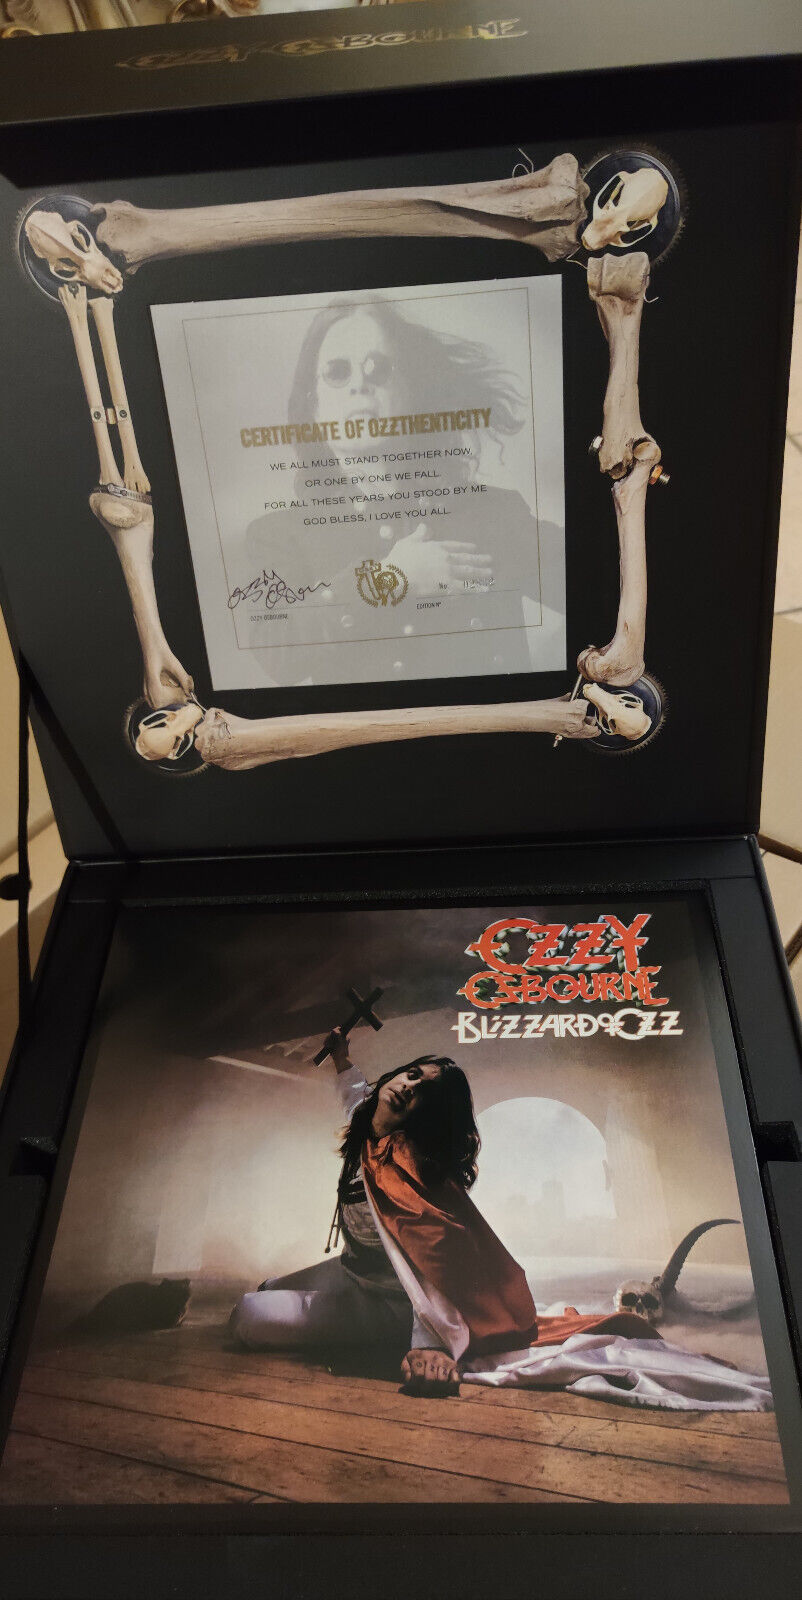 OZZY OSBOURNE
CERTIFICATE OF OZZTHENTICITY
WE ALL MUST STAND TOGETHER NOW,
OR ONE BY ONE WE FALL.
FOR ALL THESE YEARS YOU STOOD BY ME
GOD BLESS, I LOVE YOU ALL.
No.
OZZY OSBOURNE
EDITION Nº
OZZY
OSBOURNE
BLIZZARD OF OZZ
OZZY